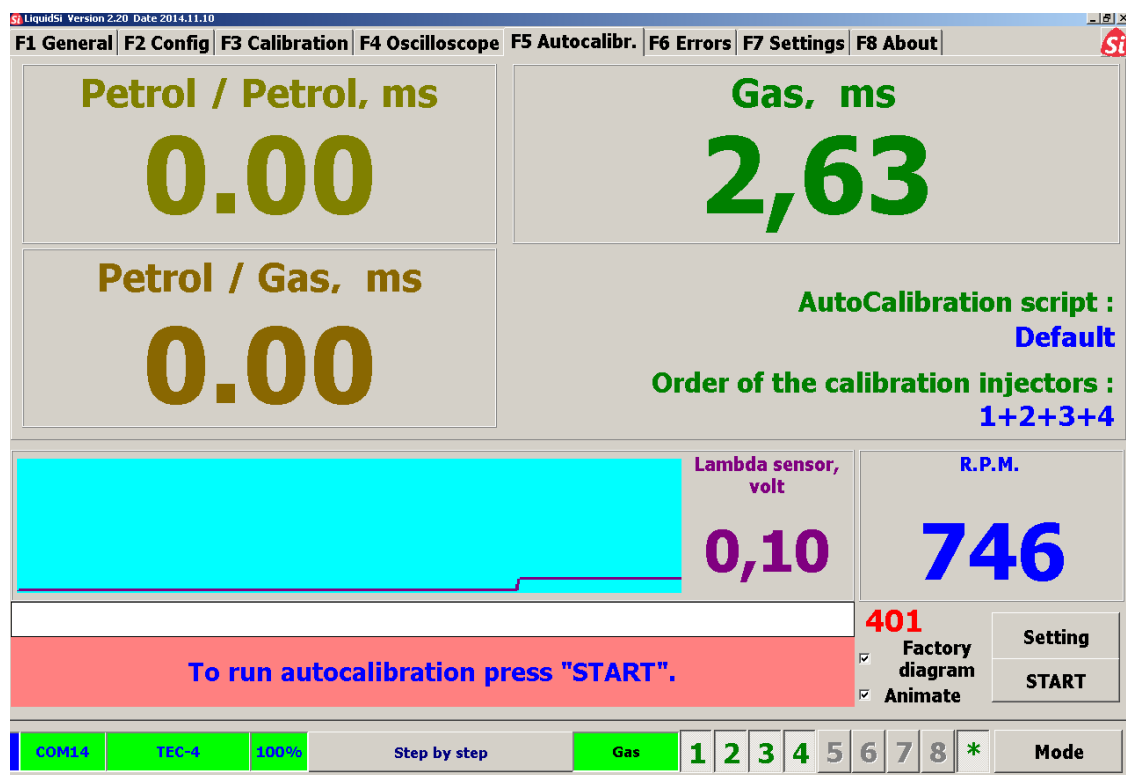 LiquidSi Version 2.20 Date 2014.11.10
F1 General F2 Config F3 Calibration F4 Oscilloscope F5 Autocalibr. F6 Errors F7 Settings F8 About
Si
Petrol / Petrol, ms
0.00
Gas, ms
2,63
Petrol / Gas, ms
0.00
AutoCalibration script :
Default
Order of the calibration injectors :
1+2+3+4
Lambda sensor,
volt
0,10
R.P.M.
746
401
Factory
diagram
Animate
Setting
START
To run autocalibration press "START".
COM14 TEC-4 100% Step by step Gas 1 2 3 4 5 6 7 8 * Mode